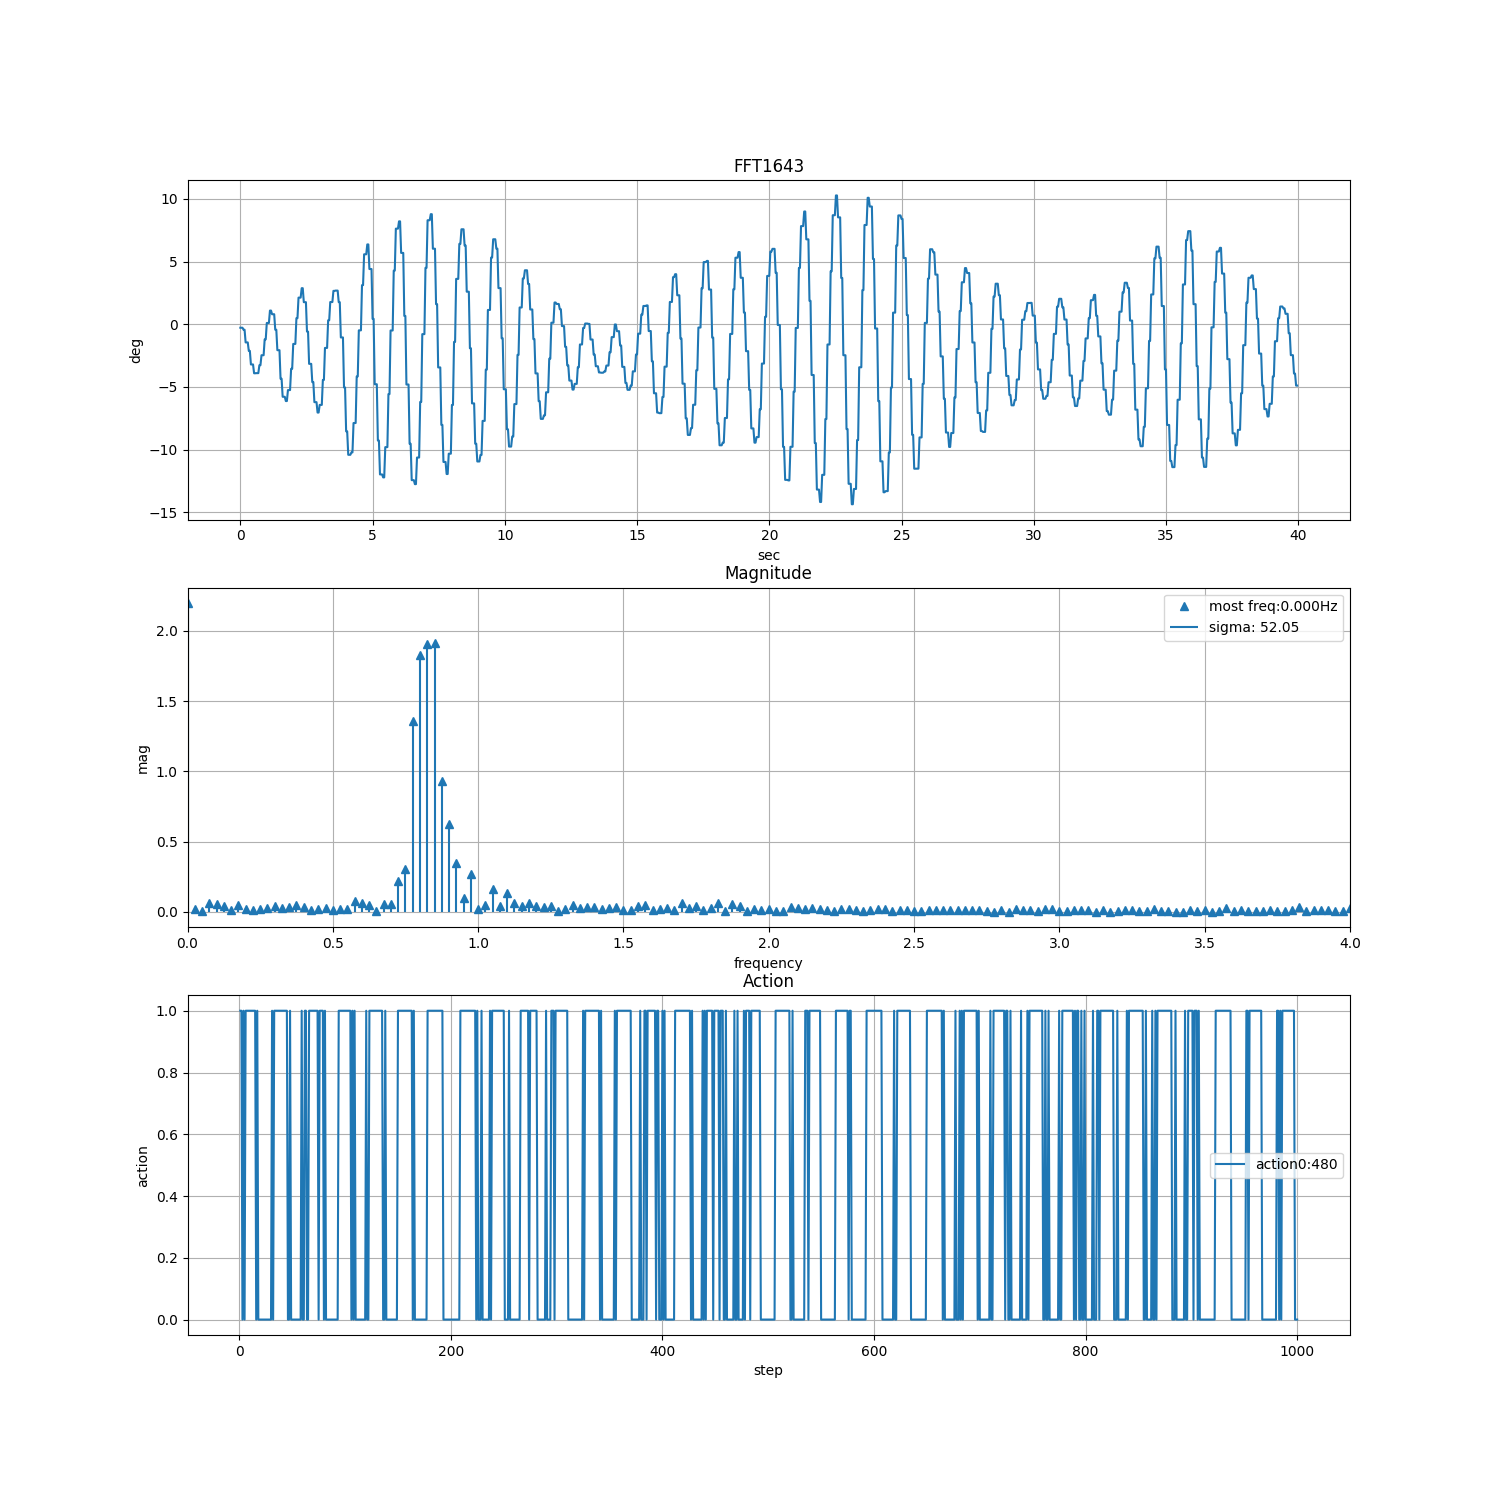 FFT1643
10
5
0
−5
−10
−15
deg
0 5 10 15 20 25 30 35 40
sec
Magnitude
most freq:0.000Hz
sigma: 52.05
2.0
1.5
1.0
0.5
0.0
mag
0.0 0.5 1.0 1.5 2.0 2.5 3.0 3.5 4.0
frequency
Action
1.0
0.8
0.6
0.4
0.2
0.0
action
action0:480
0 200 400 600 800 1000
step